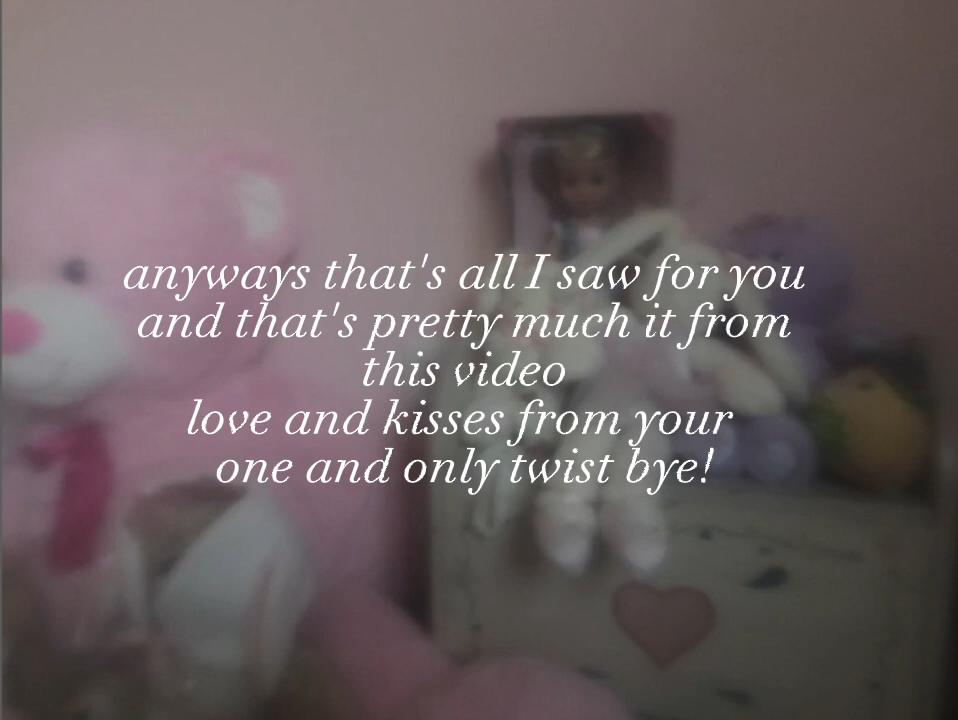 anyways that's all I saw for you
and that's pretty much it from
this video
love and kisses from your
one and only twist bye!